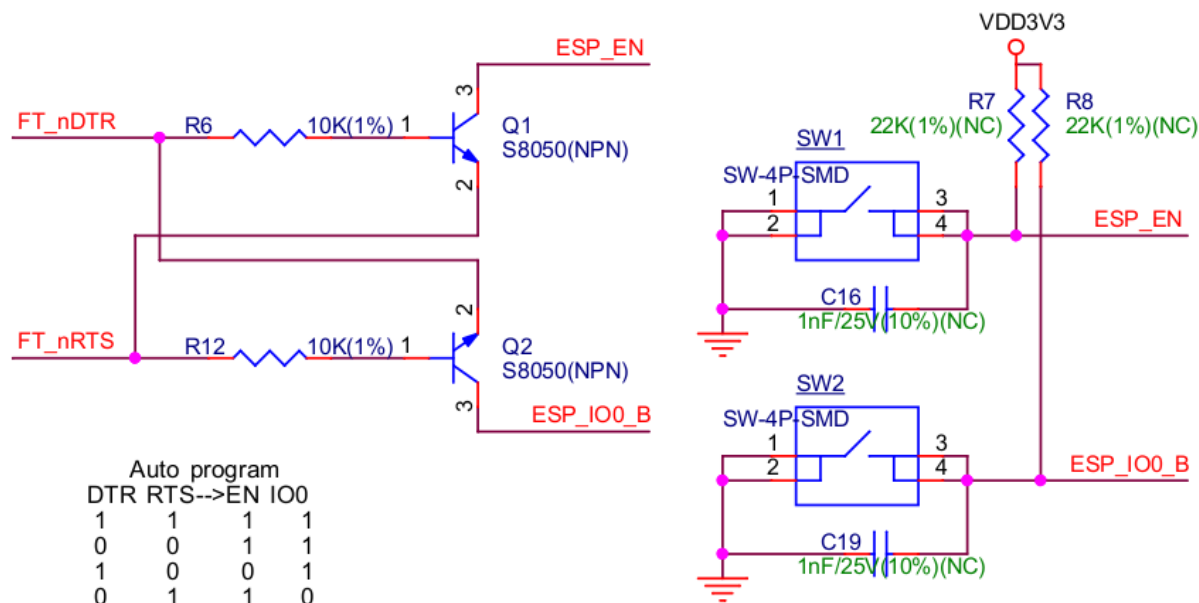 ESP_EN
3
FT_nDTR
R6
10K(1%)
1
Q1
S8050(NPN)
2
2
FT_nRTS
R12
10K(1%)
1
Q2
S8050(NPN)
3
ESP_IO0_B
Auto program
DTR RTS-->EN IO0
1 1 1 1
0 0 1 1
1 0 0 1
0 1 1 0
VDD3V3
R7
22K(1%)(NC)
R8
22K(1%)(NC)
SW1
SW-4P-SMD
1
2
3
4
ESP_EN
C16
1nF/25V(10%)(NC)
SW2
SW-4P-SMD
1
2
3
4
ESP_IO0_B
C19
1nF/25V(10%)(NC)